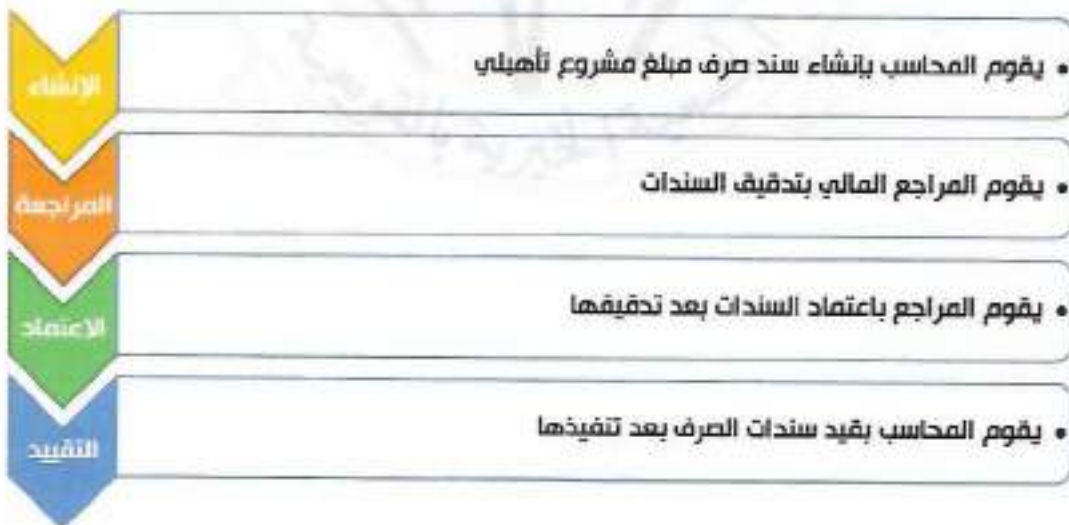 الإنشاء
• يقوم المحاسب بإنشاء سند صرف مبلغ مشروع تأهيلي
المراجعة
• يقوم المراجع المالي بتدقيق السندات
الاعتماد
• يقوم المراجع باعتماد السندات بعد تدقيقها
التقييد
• يقوم المحاسب بقيد سندات الصرف بعد تنفيذها